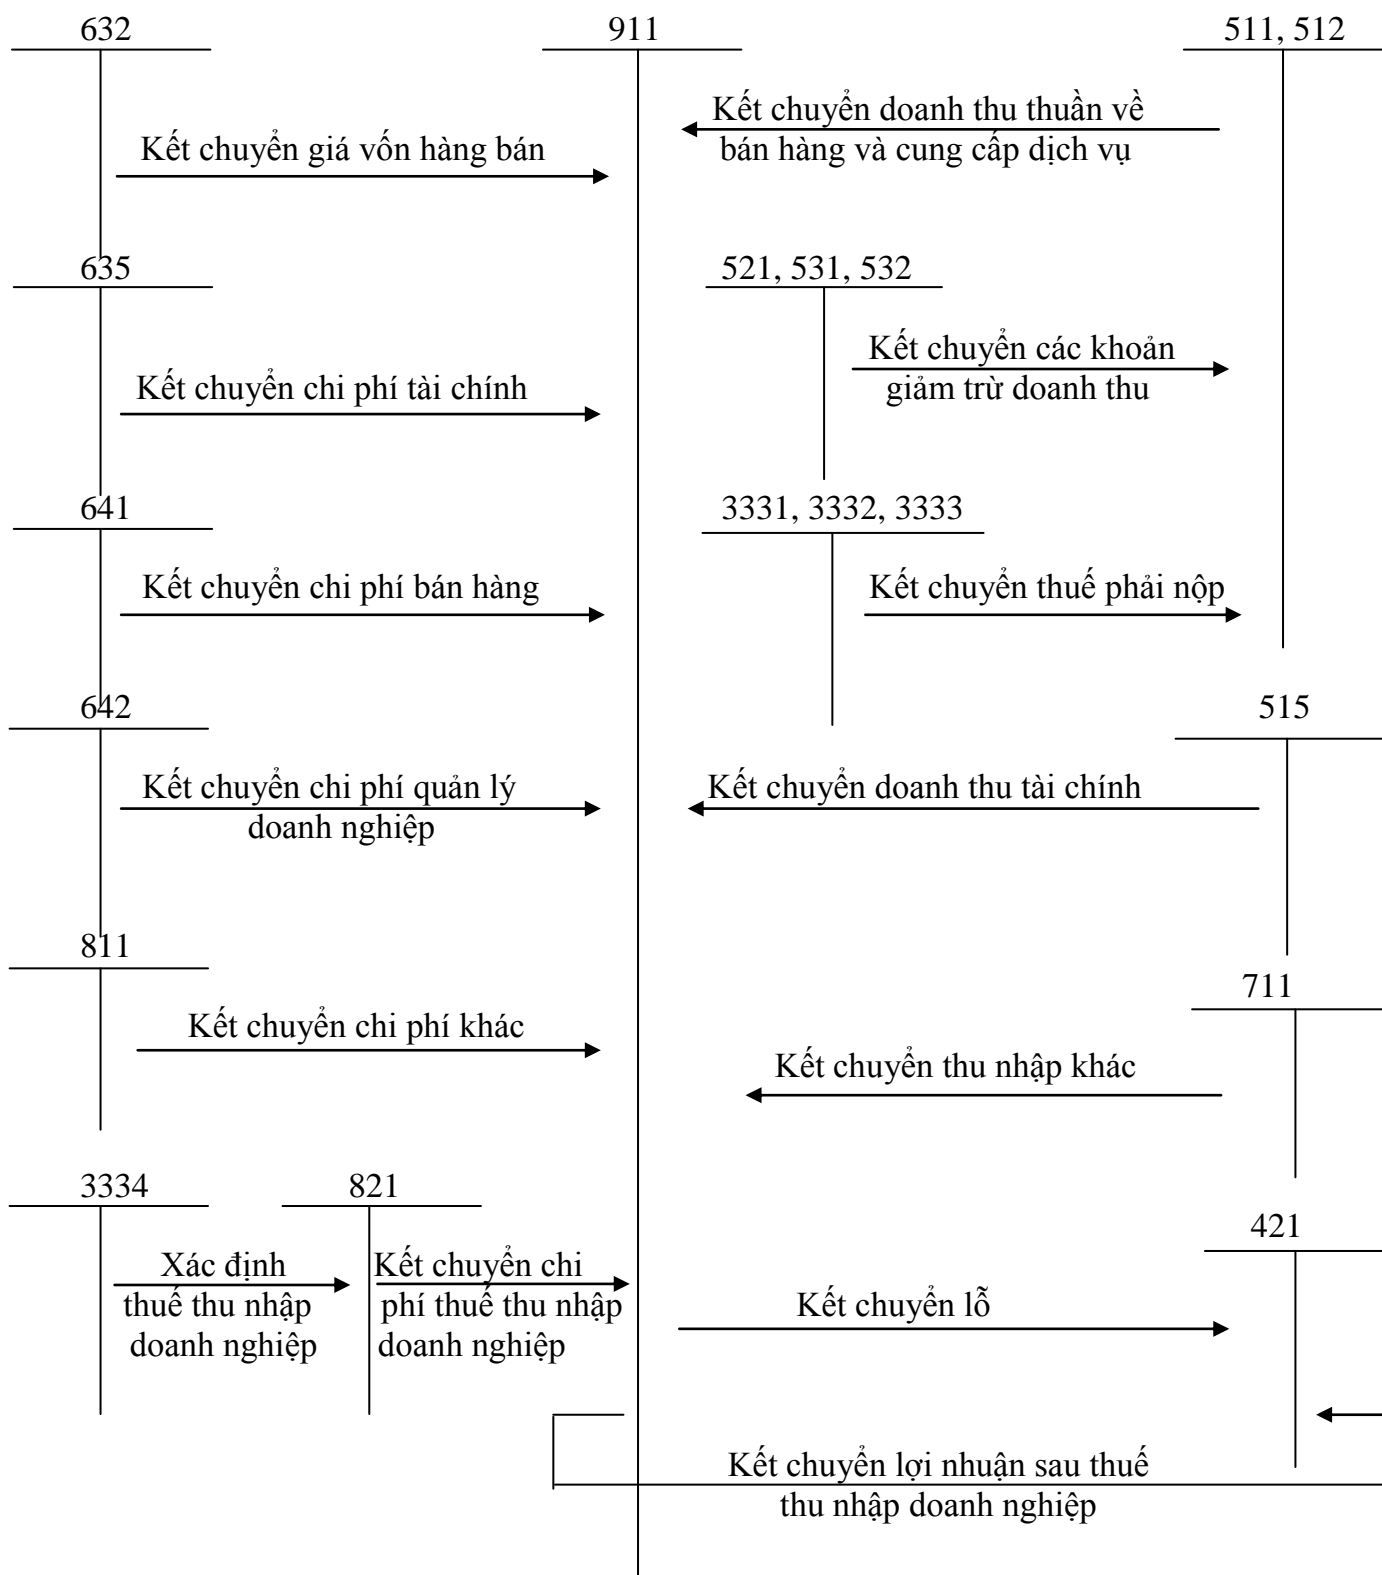 632
911
511, 512
Kết chuyển doanh thu thuần về
bán hàng và cung cấp dịch vụ
Kết chuyển giá vốn hàng bán
635
521, 531, 532
Kết chuyển các khoản
giảm trừ doanh thu
Kết chuyển chi phí tài chính
641
3331, 3332, 3333
Kết chuyển chi phí bán hàng
Kết chuyển thuế phải nộp
642
515
Kết chuyển chi phí quản lý
doanh nghiệp
Kết chuyển doanh thu tài chính
811
711
Kết chuyển chi phí khác
Kết chuyển thu nhập khác
3334
821
421
Xác định
thuế thu nhập
doanh nghiệp
Kết chuyển chi
phí thuế thu nhập
doanh nghiệp
Kết chuyển lỗ
Kết chuyển lợi nhuận sau thuế
thu nhập doanh nghiệp